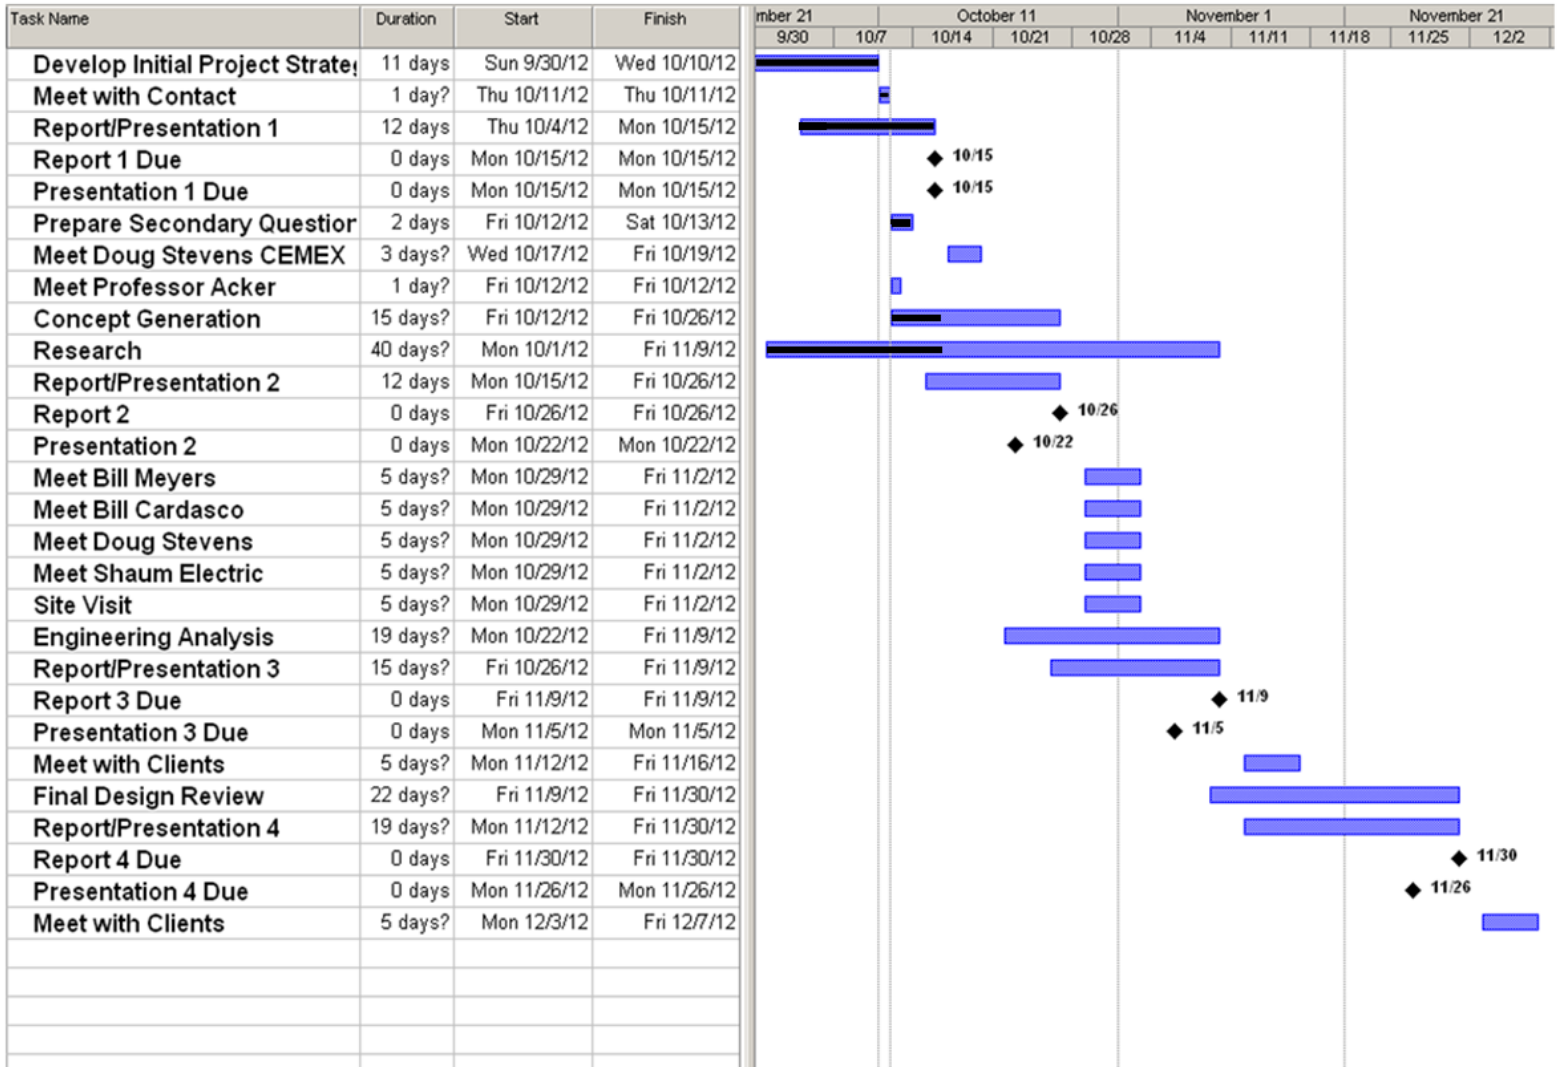 Task Name Duration Start Finish mber 21 October 11 November 1 November 21
9/30 10/7 10/14 10/21 10/28 11/4 11/11 11/18 11/25 12/2
Develop Initial Project Strate 11 days Sun 9/30/12 Wed 10/10/12
Meet with Contact 1 day? Thu 10/11/12 Thu 10/11/12
Report/Presentation 1 12 days Thu 10/4/12 Mon 10/15/12
Report 1 Due 0 days Mon 10/15/12 Mon 10/15/12 10/15
Presentation 1 Due 0 days Mon 10/15/12 Mon 10/15/12 10/15
Prepare Secondary Question 2 days Fri 10/12/12 Sat 10/13/12
Meet Doug Stevens CEMEX 3 days? Wed 10/17/12 Fri 10/19/12
Meet Professor Acker 1 day? Fri 10/12/12 Fri 10/12/12
Concept Generation 15 days? Fri 10/12/12 Fri 10/26/12
Research 40 days? Mon 10/1/12 Fri 11/9/12
Report/Presentation 2 12 days Mon 10/15/12 Fri 10/26/12
Report 2 0 days Fri 10/26/12 Fri 10/26/12 10/26
Presentation 2 0 days Mon 10/22/12 Mon 10/22/12 10/22
Meet Bill Meyers 5 days? Mon 10/29/12 Fri 11/2/12
Meet Bill Cardasco 5 days? Mon 10/29/12 Fri 11/2/12
Meet Doug Stevens 5 days? Mon 10/29/12 Fri 11/2/12
Meet Shaum Electric 5 days? Mon 10/29/12 Fri 11/2/12
Site Visit 5 days? Mon 10/29/12 Fri 11/2/12
Engineering Analysis 19 days? Mon 10/22/12 Fri 11/9/12
Report/Presentation 3 15 days? Fri 10/26/12 Fri 11/9/12
Report 3 Due 0 days Fri 11/9/12 Fri 11/9/12 11/9
Presentation 3 Due 0 days Mon 11/5/12 Mon 11/5/12 11/5
Meet with Clients 5 days? Mon 11/12/12 Fri 11/16/12
Final Design Review 22 days? Fri 11/9/12 Fri 11/30/12
Report/Presentation 4 19 days? Mon 11/12/12 Fri 11/30/12
Report 4 Due 0 days Fri 11/30/12 Fri 11/30/12 11/30
Presentation 4 Due 0 days Mon 11/26/12 Mon 11/26/12 11/26
Meet with Clients 5 days? Mon 12/3/12 Fri 12/7/12